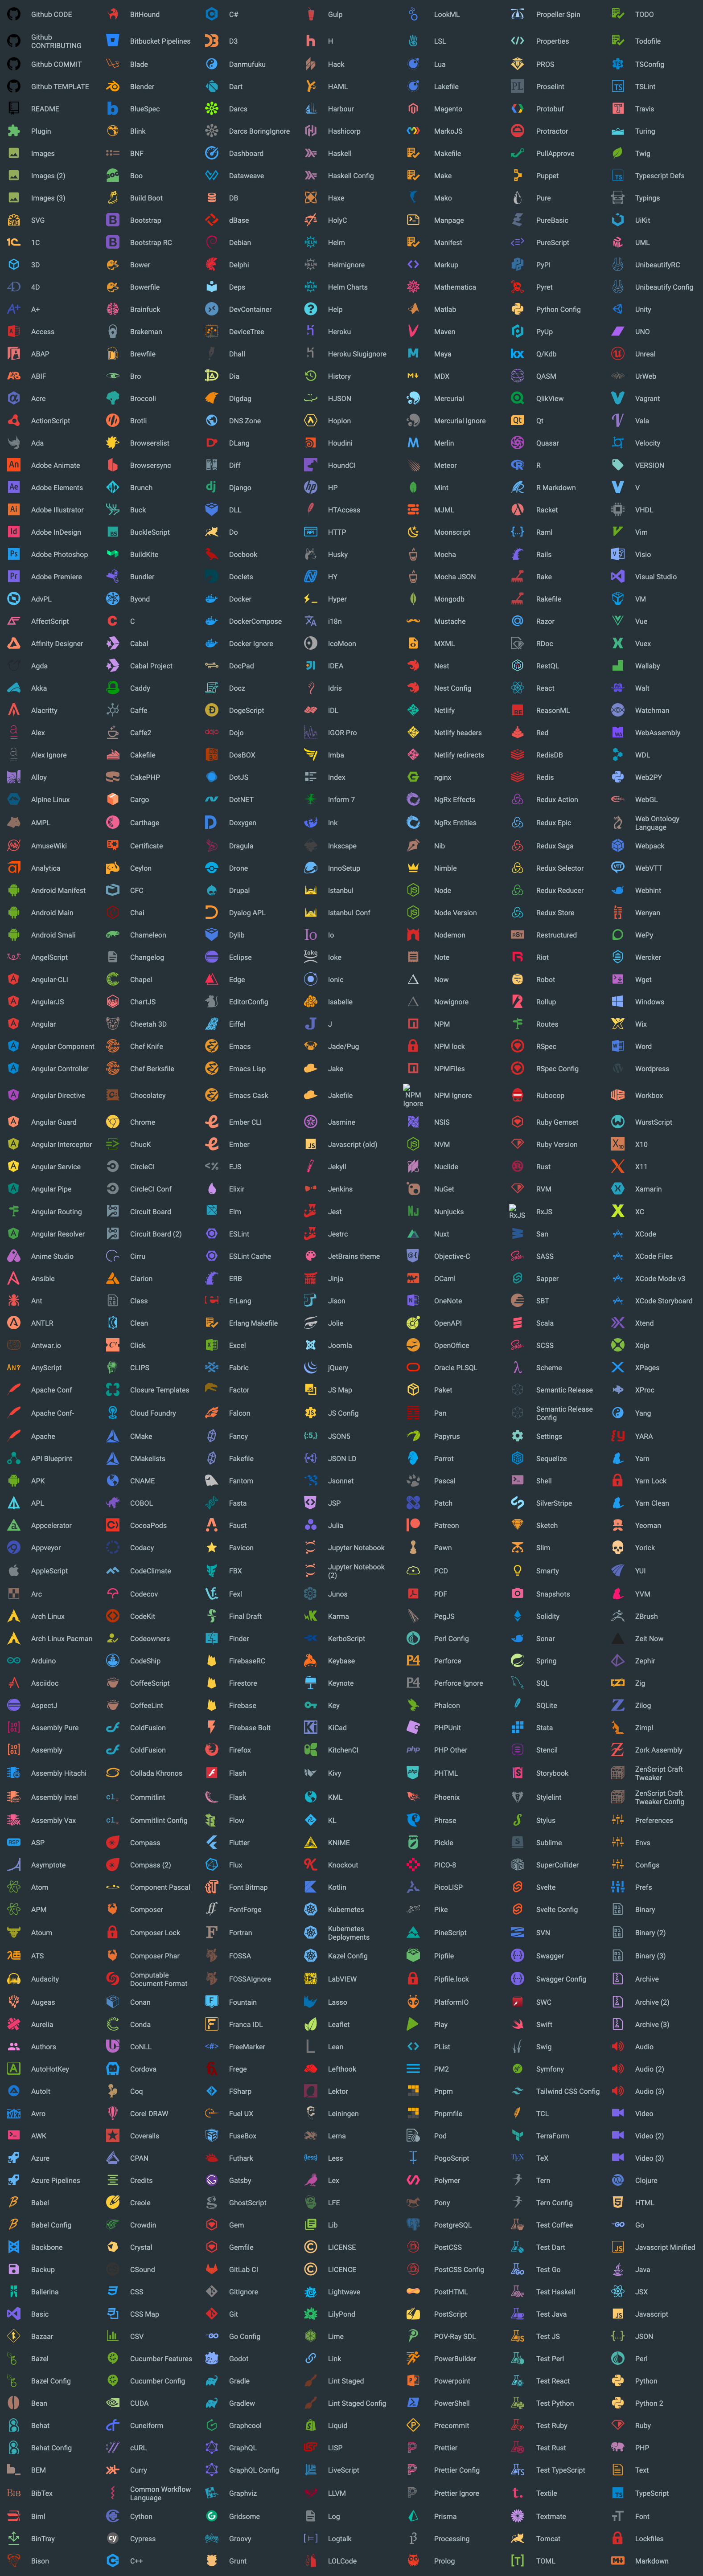 Github CODE
Github
CONTRIBUTING
Github COMMIT
Github TEMPLATE
README
Plugin
Images
Images (2)
Images (3)
SVG
1C
3D
4D
A+
Access
ABAP
ABIF
Acre
ActionScript
Ada
Adobe Animate
Adobe Elements
Adobe Illustrator
Adobe InDesign
Adobe Photoshop
Adobe Premiere
AdvPL
AffectScript
Affinity Designer
Agda
Akka
Alacritty
Alex
Alex Ignore
Alloy
Alpine Linux
AMPL
AmuseWiki
Analytica
Android Manifest
Android Main
Android Smali
AngelScript
Angular-CLI
AngularJS
Angular
Angular Component
Angular Controller
Angular Directive
Angular Guard
Angular Interceptor
Angular Service
Angular Pipe
Angular Routing
Angular Resolver
Anime Studio
Ansible
Ant
ANTLR
Antwar.io
AnyScript
Apache Conf
Apache Conf-
Apache
API Blueprint
APK
APL
Appcelerator
Appveyor
AppleScript
Arc
Arch Linux
Arch Linux Pacman
Arduino
Asciidoc
AspectJ
Assembly Pure
Assembly
Assembly Hitachi
Assembly Intel
Assembly Vax
ASP
Asymptote
Atom
APM
Atoum
ATS
Audacity
Augeas
Aurelia
Authors
AutoHotKey
AutoIt
Avro
AWK
Azure
Azure Pipelines
Babel
Babel Config
Backbone
Backup
Ballerina
Basic
Bazaar
Bazel
Bazel Config
Bean
Behat
Behat Config
BEM
BibTex
Biml
BinTray
Bison
BitHound
Bitbucket Pipelines
Blade
Blender
BlueSpec
Blink
BNF
Boo
Build Boot
Bootstrap
Bootstrap RC
Bower
Bowerfile
Brainfuck
Brakeman
Brewfile
Bro
Broccoli
Brotli
Browserslist
Browsersync
Brunch
Buck
BuckleScript
BuildKite
Bundler
Byond
C
Cabal
Cabal Project
Caddy
Caffe
Caffe2
Cakefile
CakePHP
Cargo
Carthage
Certificate
Ceylon
CFC
Chai
Chameleon
Changelog
Chapel
ChartJS
Cheetah 3D
Chef Knife
Chef Berksfile
Chocolatey
Chrome
ChucK
CircleCI
CircleCI Conf
Circuit Board
Circuit Board (2)
Cirru
Clarion
Class
Clean
Click
CLIPS
Closure Templates
Cloud Foundry
CMake
CMakelists
CNAME
COBOL
CocoaPods
Codacy
CodeClimate
Codecov
CodeKit
Codeowners
CodeShip
CoffeeScript
CoffeeLint
ColdFusion
ColdFusion
Collada Khronos
Commitlint
Commitlint Config
Compass
Compass (2)
Component Pascal
Composer
Composer Lock
Composer Phar
Computable
Document Format
Conan
Conda
CoNLL
Cordova
Coq
Corel DRAW
Coveralls
CPAN
Credits
Creole
Crowdin
Crystal
CSound
CSS
CSS Map
CSV
Cucumber Features
Cucumber Config
CUDA
Cuneiform
cURL
Curry
Common Workflow
Language
Cython
Cypress
C++
C#
D3
Danmufuku
Dart
Darcs
Darcs BoringIgnore
Dashboard
Dataweave
DB
dBase
Debian
Delphi
Deps
DevContainer
DeviceTree
Dhall
Dia
Digdag
DNS Zone
DLang
Diff
Django
DLL
Do
Docbook
Doclets
Docker
DockerCompose
Docker Ignore
DocPad
Docz
DogeScript
Dojo
DosBOX
DotJS
DotNET
Doxygen
Dragula
Drone
Drupal
Dyalog APL
Dylib
Eclipse
Edge
EditorConfig
Eiffel
Emacs
Emacs Lisp
Emacs Cask
Ember CLI
Ember
EJS
Elixir
Elm
ESLint
ESLint Cache
ERB
ErLang
Erlang Makefile
Excel
Fabric
Factor
Falcon
Fancy
Fakefile
Fantom
Fasta
Faust
Favicon
FBX
Fexl
Final Draft
Finder
FirebaseRC
Firestore
Firebase
Firebase Bolt
Firefox
Flash
Flask
Flow
Flutter
Flux
Font Bitmap
FontForge
Fortran
FOSSA
FOSSAIgnore
Fountain
Franca IDL
FreeMarker
Frege
FSharp
Fuel UX
FuseBox
Futhark
Gatsby
GhostScript
Gem
Gemfile
GitLab CI
GitIgnore
Git
Go Config
Godot
Gradle
Gradlew
Graphcool
GraphQL
GraphQL Config
Graphviz
Gridsome
Groovy
Grunt
Gulp
H
Hack
HAML
Harbour
Hashicorp
Haskell
Haskell Config
Haxe
HolyC
Helm
Helmignore
Helm Charts
Help
Heroku
Heroku Slugignore
History
HJSON
Hoplon
Houdini
HoundCI
HP
HTAccess
HTTP
Husky
HY
Hyper
i18n
IcoMoon
IDEA
Idris
IDL
IGOR Pro
Imba
Index
Inform 7
Ink
Inkscape
InnoSetup
Istanbul
Istanbul Conf
Io
Ioke
Ionic
Isabelle
J
Jade/Pug
Jake
Jakefile
Jasmine
Javascript (old)
Jekyll
Jenkins
Jest
Jestrc
JetBrains theme
Jinja
Jison
Jolie
Joomla
jQuery
JS Map
JS Config
JSON5
JSON LD
Jsonnet
JSP
Julia
Jupyter Notebook
Jupyter Notebook
(2)
Junos
Karma
KerboScript
Keybase
Keynote
Key
KiCad
KitchenCI
Kivy
KML
KL
KNIME
Knockout
Kotlin
Kubernetes
Kubernetes
Deployments
Kazel Config
LabVIEW
Lasso
Leaflet
Lean
Lefthook
Lektor
Leiningen
Lerna
Less
Lex
LFE
Lib
LICENSE
LICENCE
Lightwave
LilyPond
Lime
Link
Lint Staged
Lint Staged Config
Liquid
LISP
LiveScript
LLVM
Log
Logtalk
LOLCode
LookML
LSL
Lua
Lakefile
Magento
MarkoJS
Makefile
Make
Mako
Manpage
Manifest
Markup
Mathematica
Matlab
Maven
Maya
MDX
Mercurial
Mercurial Ignore
Merlin
Meteor
Mint
MJML
Moonscript
Mocha
Mocha JSON
Mongodb
Mustache
MXML
Nest
Nest Config
Netlify
Netlify headers
Netlify redirects
nginx
NgRx Effects
NgRx Entities
Nib
Nimble
Node
Node Version
Nodemon
Note
Now
Nowignore
NPM
NPM lock
NPMFiles
NPM
Ignore
NPM Ignore
NSIS
NVM
Nuclide
NuGet
Nunjucks
Nuxt
Objective-C
OCaml
OneNote
OpenAPI
OpenOffice
Oracle PLSQL
Paket
Pan
Papyrus
Parrot
Pascal
Patch
Patreon
Pawn
PCD
PDF
PegJS
Perl Config
Perforce
Perforce Ignore
Phalcon
PHPUnit
PHP Other
PHTML
Phoenix
Phrase
Pickle
PICO-8
PicoLISP
Pike
PineScript
Pipfile
Pipfile.lock
PlatformIO
Play
PList
PM2
Pnpm
Pnpmfile
Pod
PogoScript
Polymer
Pony
PostgreSQL
PostCSS
PostCSS Config
PostHTML
PostScript
POV-Ray SDL
PowerBuilder
Powerpoint
PowerShell
Precommit
Prettier
Prettier Config
Prettier Ignore
Prisma
Processing
Prolog
Propeller Spin
Properties
PROS
Proselint
Protobuf
Protractor
PullApprove
Puppet
Pure
PureBasic
PureScript
PyPI
Pyret
Python Config
PyUp
Q/Kdb
QASM
QlikView
Qt
Quasar
R
R Markdown
Racket
Raml
Rails
Rake
Rakefile
Razor
RDoc
RestQL
React
ReasonML
Red
RedisDB
Redis
Redux Action
Redux Epic
Redux Saga
Redux Selector
Redux Reducer
Redux Store
Restructured
Riot
Robot
Rollup
Routes
RSpec
RSpec Config
Rubocop
Ruby Gemset
Ruby Version
Rust
RVM
RxJS
RxJS
San
SASS
Sapper
SBT
Scala
SCSS
Scheme
Semantic Release
Semantic Release
Config
Settings
Sequelize
Shell
SilverStripe
Sketch
Slim
Smarty
Snapshots
Solidity
Sonar
Spring
SQL
SQLite
Stata
Stencil
Storybook
Stylelint
Stylus
Sublime
SuperCollider
Svelte
Svelte Config
SVN
Swagger
Swagger Config
SWC
Swift
Swig
Symfony
Tailwind CSS Config
TCL
TerraForm
TeX
Tern
Tern Config
Test Coffee
Test Dart
Test Go
Test Haskell
Test Java
Test JS
Test Perl
Test React
Test Python
Test Ruby
Test Rust
Test TypeScript
Textile
Textmate
Tomcat
TOML
TODO
Todofile
TSConfig
TSLint
Travis
Turing
Twig
Typescript Defs
Typings
UiKit
UML
UnibeautifyRC
Unibeautify Config
Unity
UNO
Unreal
UrWeb
Vagrant
Vala
Velocity
VERSION
V
VHDL
Vim
Visio
Visual Studio
VM
Vue
Vuex
Wallaby
Walt
Watchman
WebAssembly
WDL
Web2PY
WebGL
Web Ontology
Language
Webpack
WebVTT
Webhint
Wenyan
WePy
Wercker
Wget
Windows
Wix
Word
Wordpress
Workbox
WurstScript
X10
X11
Xamarin
XC
XCode
XCode Files
XCode Mode v3
XCode Storyboard
Xtend
Xojo
XPages
XProc
Yang
YARA
Yarn
Yarn Lock
Yarn Clean
Yeoman
Yorick
YUI
YVM
ZBrush
Zeit Now
Zephir
Zig
Zilog
Zimpl
Zork Assembly
ZenScript Craft
Tweaker
ZenScript Craft
Tweaker Config
Preferences
Envs
Configs
Prefs
Binary
Binary (2)
Binary (3)
Archive
Archive (2)
Archive (3)
Audio
Audio (2)
Audio (3)
Video
Video (2)
Video (3)
Clojure
HTML
Go
Javascript Minified
Java
JSX
Javascript
JSON
Perl
Python
Python 2
Ruby
PHP
Text
TypeScript
Font
Lockfiles
Markdown